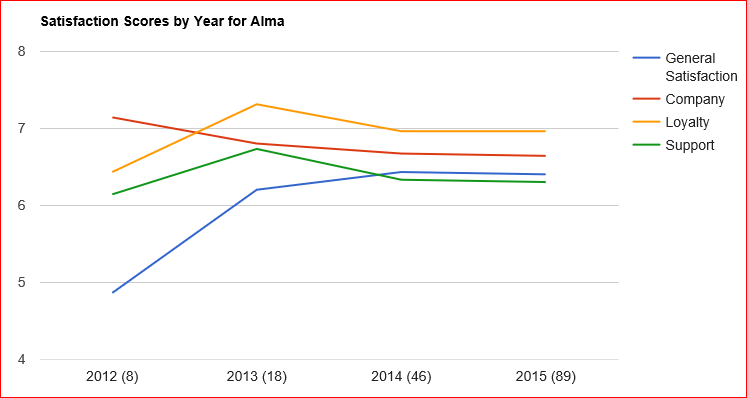 Satisfaction Scores by Year for Alma
8
7
6
5
4
2012 (8)
2013 (18)
2014 (46)
2015 (89)
General
Satisfaction
Company
Loyalty
Support